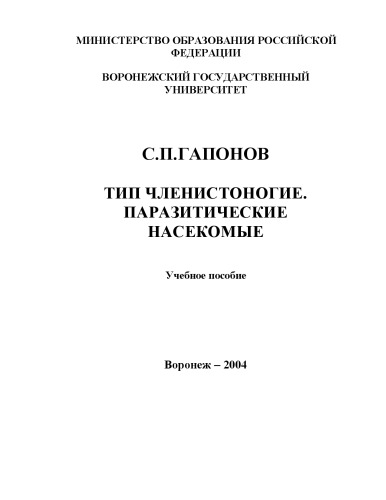 МИНИСТЕРСТВО ОБРАЗОВАНИЯ РОССИЙСКОЙ
ФЕДЕРАЦИИ
ВОРОНЕЖСКИЙ ГОСУДАРСТВЕННЫЙ
УНИВЕРСИТЕТ
С.П.ГАПОНОВ
ТИП ЧЛЕНИСТОНОГИЕ.
ПАРАЗИТИЧЕСКИЕ
НАСЕКОМЫЕ
Учебное пособие
Воронеж – 2004